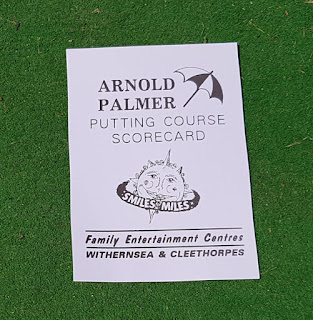 ARNOLD
PALMER
PUTTING COURSE
SCORECARD
SMILES MILES
Family Entertainment Centres
WITHERNSEA & CLEETHORPES